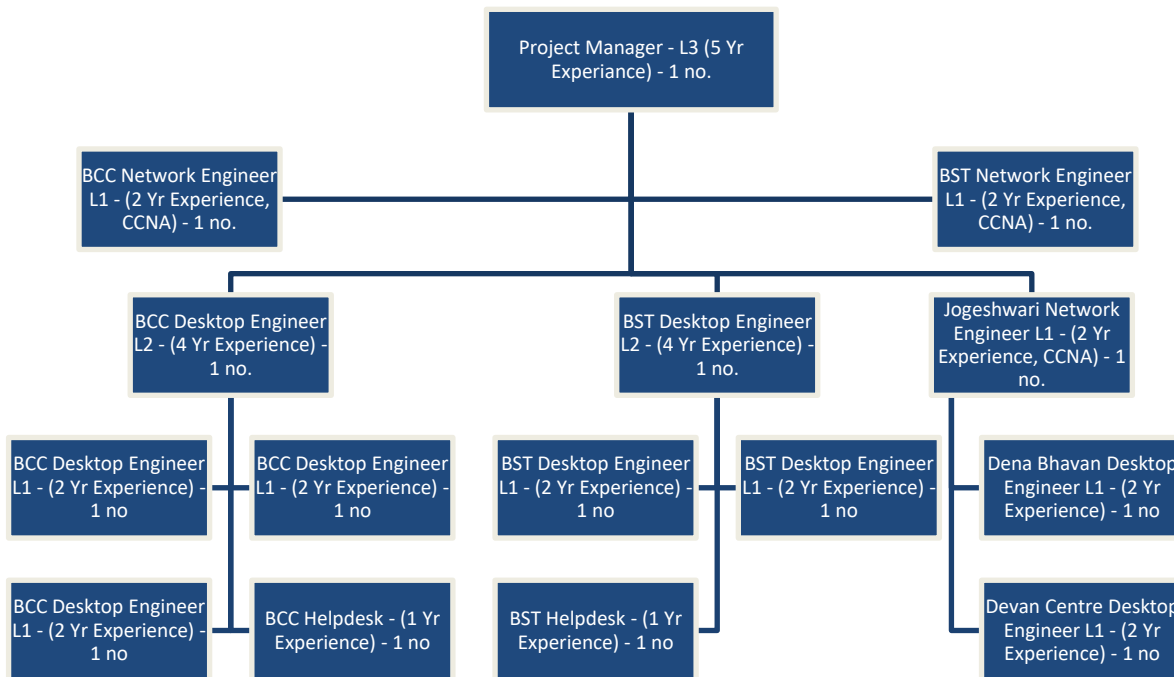 Project Manager - L3 (5 Yr
Experiance) - 1 no.
BCC Network Engineer
L1 - (2 Yr Experience,
CCNA) - 1 no.
BST Network Engineer
L1 - (2 Yr Experience,
CCNA) - 1 no.
BCC Desktop Engineer
L2 - (4 Yr Experience) -
1 no.
BST Desktop Engineer
L2 - (4 Yr Experience) -
1 no.
Jogeshwari Network
Engineer L1 - (2 Yr
Experience, CCNA) - 1
no.
BCC Desktop Engineer
L1 - (2 Yr Experience) -
1 no
BCC Desktop Engineer
L1 - (2 Yr Experience) -
1 no
BST Desktop Engineer
L1 - (2 Yr Experience) -
1 no
BST Desktop Engineer
L1 - (2 Yr Experience) -
1 no
Dena Bhavan Desktop
Engineer L1 - (2 Yr
Experience) - 1 no
BCC Desktop Engineer
L1 - (2 Yr Experience) -
1 no
BCC Helpdesk - (1 Yr
Experience) - 1 no
BST Helpdesk - (1 Yr
Experience) - 1 no
Devan Centre Desktop
Engineer L1 - (2 Yr
Experience) - 1 no